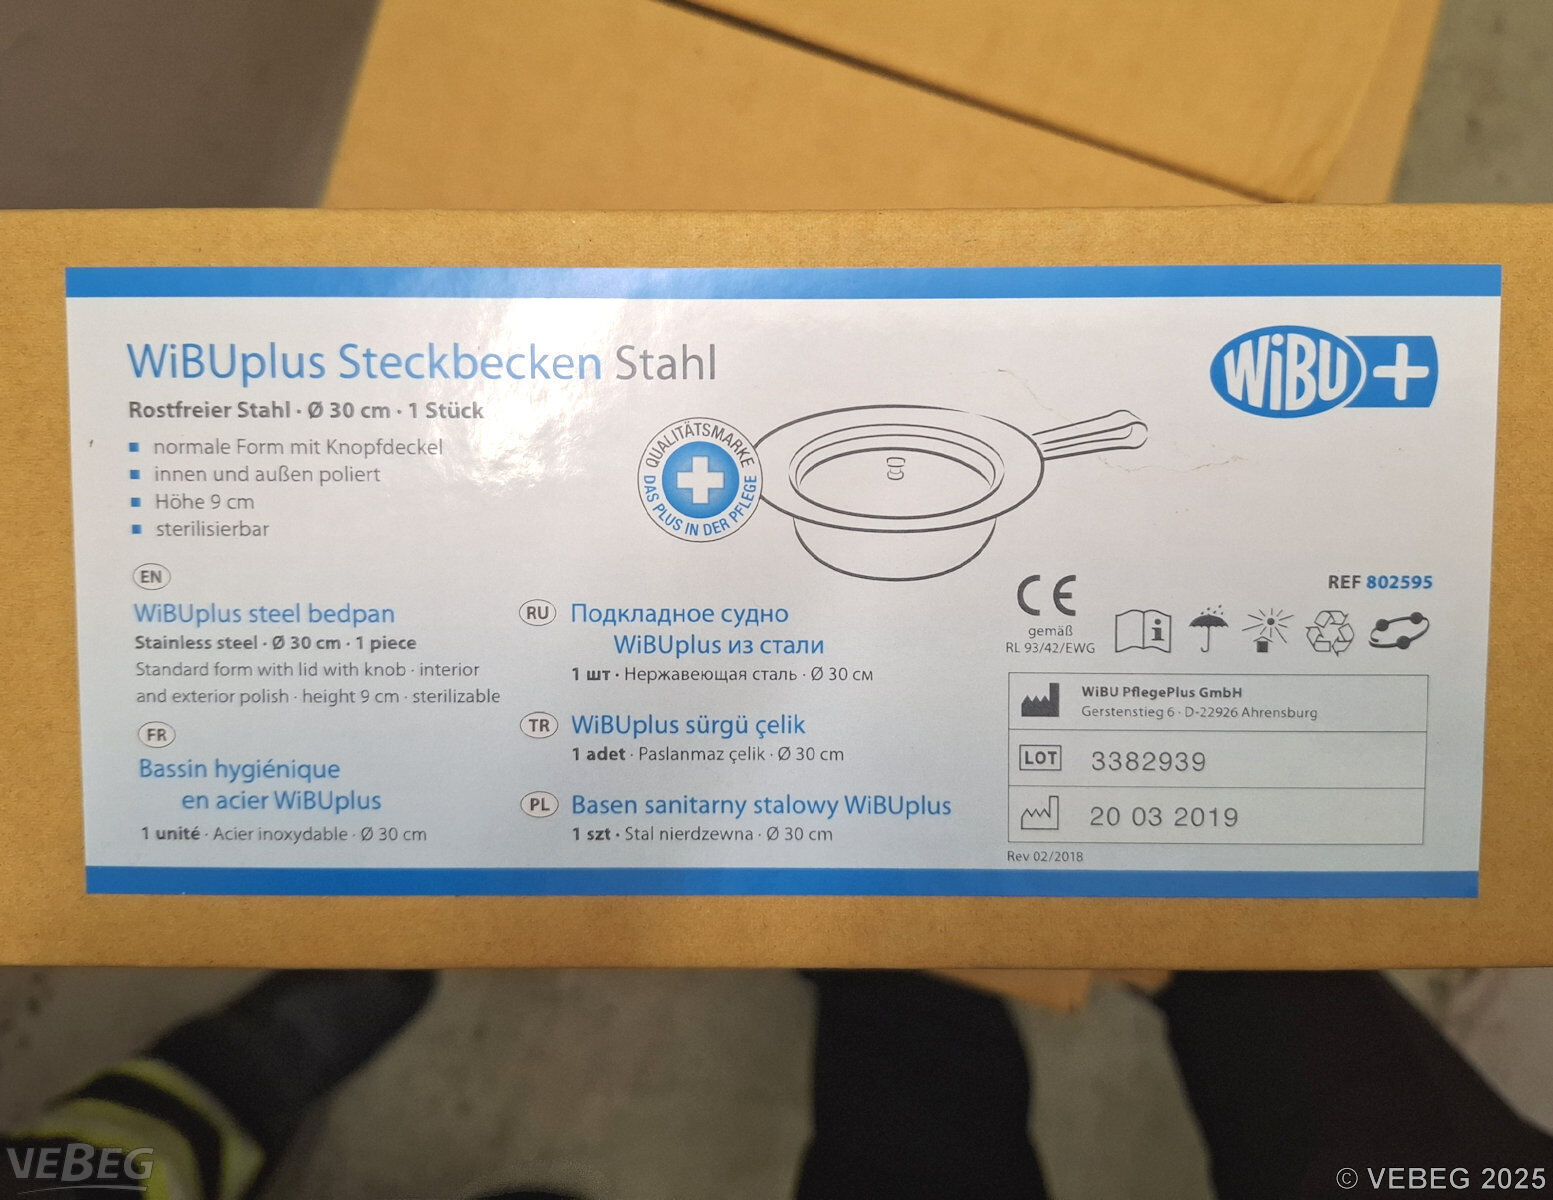 WiBUplus Steckbecken Stahl
Rostfreier Stahl · Ø 30 cm · 1 Stück
normale Form mit Knopfdeckel
innen und außen poliert
Höhe 9 cm
sterilisierbar
QUALITÄTSMARKE
DAS PLUS IN DER PFLEGE
WiBU+
EN
WiBUplus steel bedpan
Stainless steel · Ø 30 cm · 1 piece
Standard form with lid with knob · interior
and exterior polish · height 9 cm · sterilizable
FR
Bassin hygiénique
en acier WiBUplus
1 unité · Acier inoxydable · Ø 30 cm
RU
Подкладное судно
WiBUplus из стали
1 шт · Нержавеющая сталь · Ø 30 см
TR
WiBUplus sürgü çelik
1 adet · Paslanmaz çelik · Ø 30 cm
PL
Basen sanitarny stalowy WiBUplus
1 szt · Stal nierdzewna · Ø 30 cm
REF 802595
CE
gemäß
RL 93/42/EWG
WiBU PflegePlus GmbH
Gerstenstieg 6 · D-22926 Ahrensburg
LOT 3382939
20 03 2019
Rev 02/2018
VEBEG
© VEBEG 2025